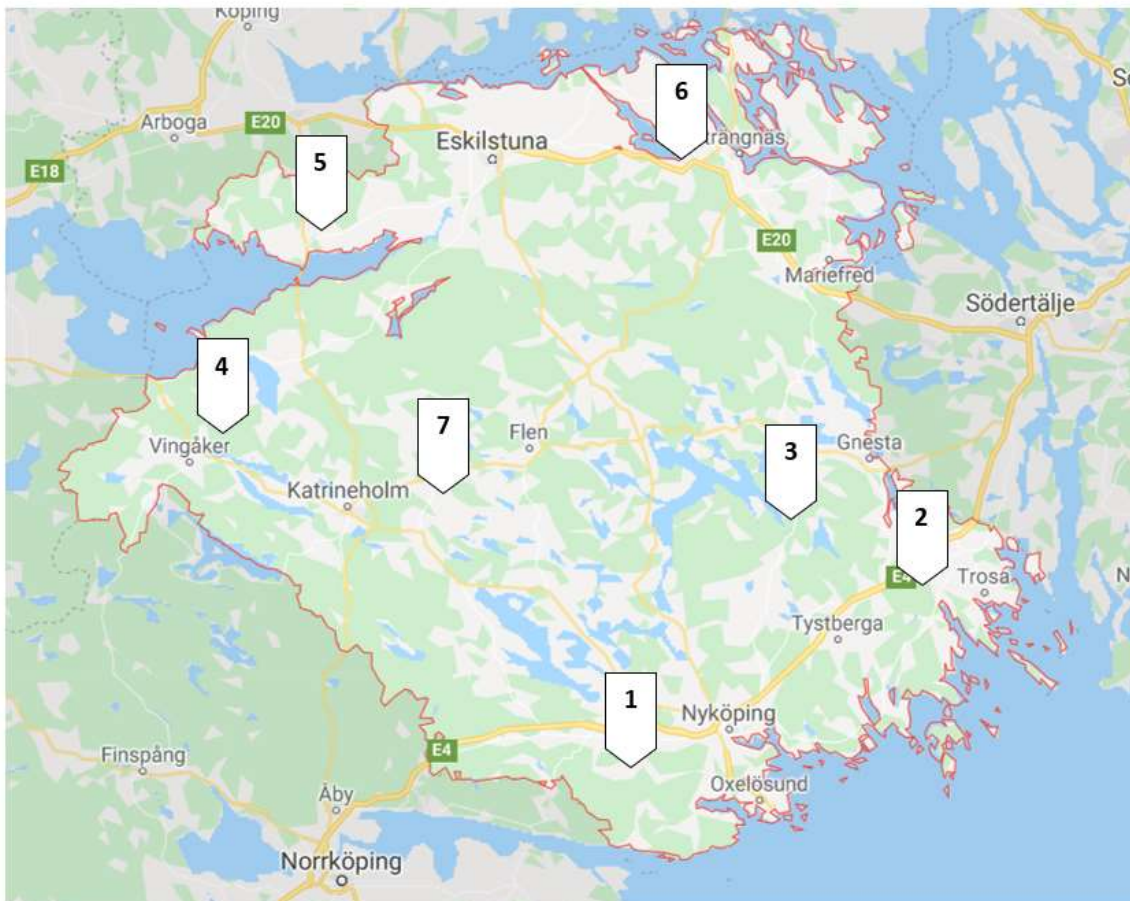 Köping
6
Arboga
E20
Eskilstuna
trängnäs
E18
5
E20
Mariefred
Södertälje
4
7
Flen
3
Gnesta
Vingåker
Katrineholm
2
E4
Trosa
Tystberga
1
Nyköping
Finspång
E4
Oxelösund
Åby
Norrköping